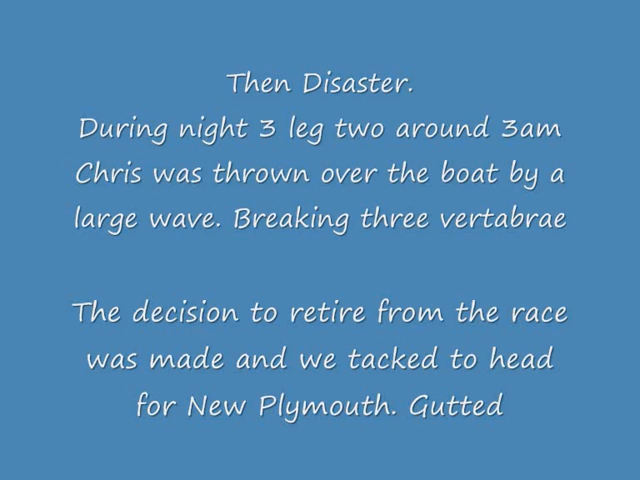 Then Disaster.
During night 3 leg two around 3am
Chris was thrown over the boat by a
large wave. Breaking three vertabrae
The decision to retire from the race
was made and we tacked to head
for New Plymouth. Gutted